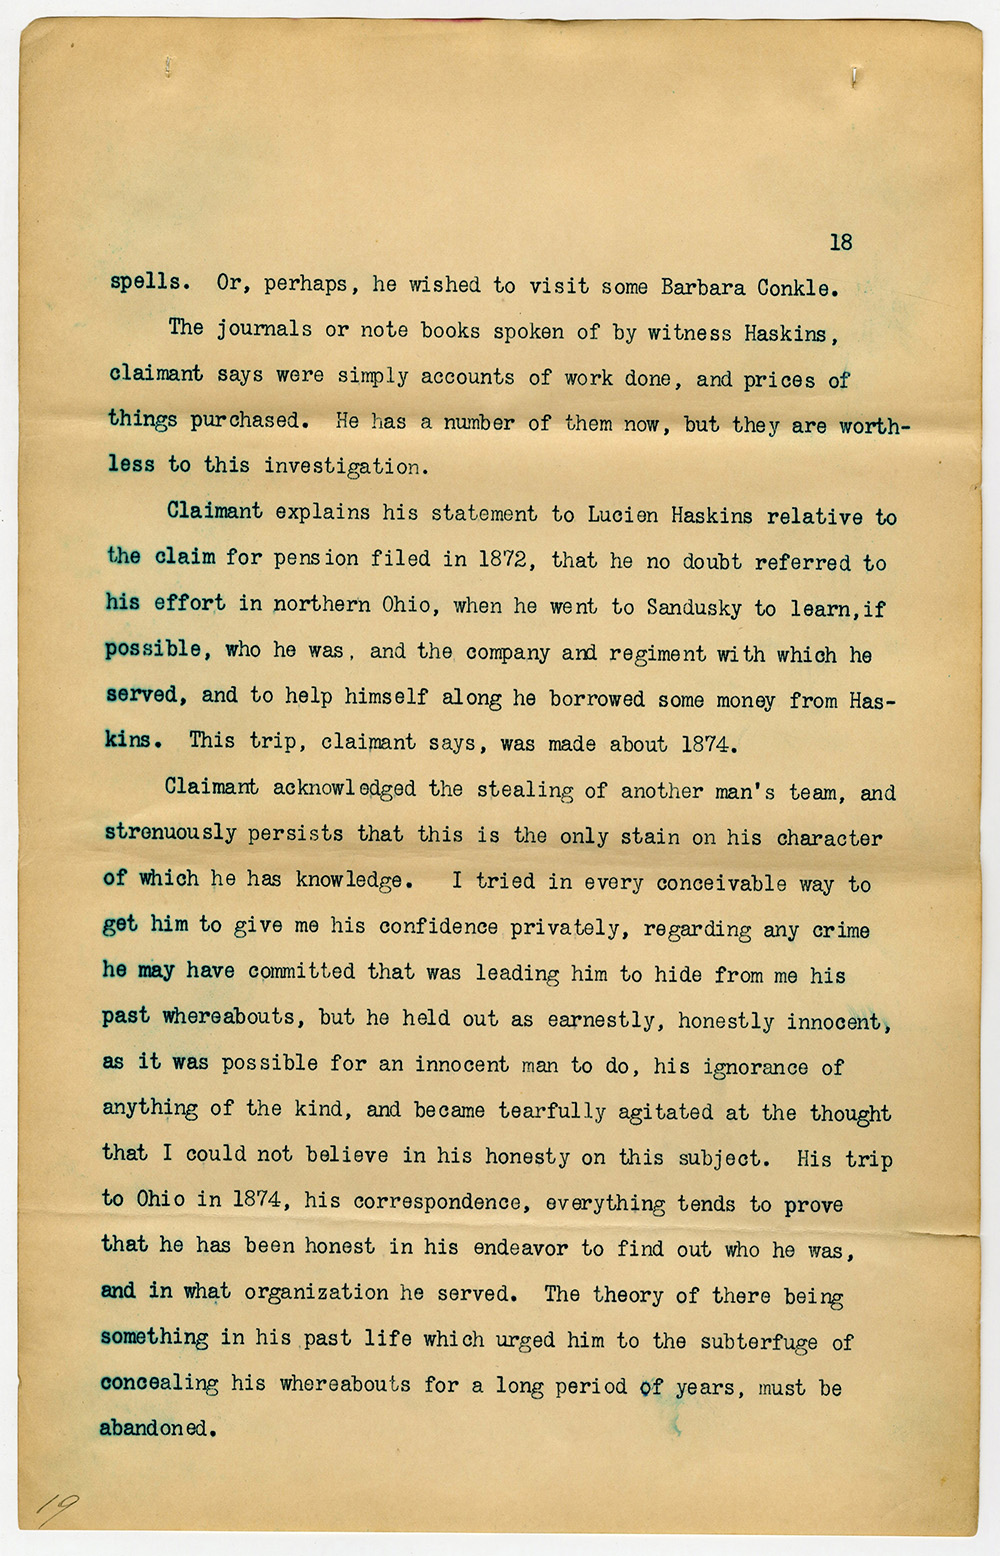 18
spells. Or, perhaps, he wished to visit some Barbara Conkle.
The journals or note books spoken of by witness Haskins,
claimant says were simply accounts of work done, and prices of
things purchased. He has a number of them now, but they are worth-
less to this investigation.
Claimant explains his statement to Lucien Haskins relative to
the claim for pension filed in 1872, that he no doubt referred to
his effort in northern Ohio, when he went to Sandusky to learn,if
possible, who he was, and the company and regiment with which he
served, and to help himself along he borrowed some money from Has-
kins. This trip, claimant says, was made about 1874.
Claimant acknowledged the stealing of another man's team, and
strenuously persists that this is the only stain on his character
of which he has knowledge. I tried in every conceivable way to
get him to give me his confidence privately, regarding any crime
he may have committed that was leading him to hide from me his
past whereabouts, but he held out as earnestly, honestly innocent,
as it was possible for an innocent man to do, his ignorance of
anything of the kind, and became tearfully agitated at the thought
that I could not believe in his honesty on this subject. His trip
to Ohio in 1874, his correspondence, everything tends to prove
that he has been honest in his endeavor to find out who he was,
and in what organization he served. The theory of there being
something in his past life which urged him to the subterfuge of
concealing his whereabouts for a long period of years, must be
abandoned.
19